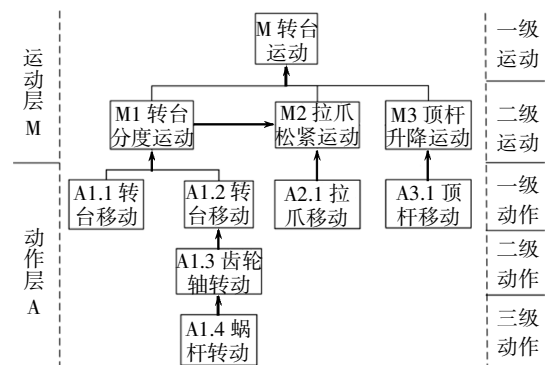 M 转台
运动
一级
运动
运动层
M
M1 转台
分度运动
M2 拉爪
松紧运动
M3 顶杆
升降运动
二级
运动
A1.1 转
台移动
A1.2 转
台移动
A2.1 拉
爪移动
A3.1 顶
杆移动
一级
动作
动作层
A
A1.3 齿轮
轴转动
二级
动作
A1.4 蜗
杆转动
三级
动作